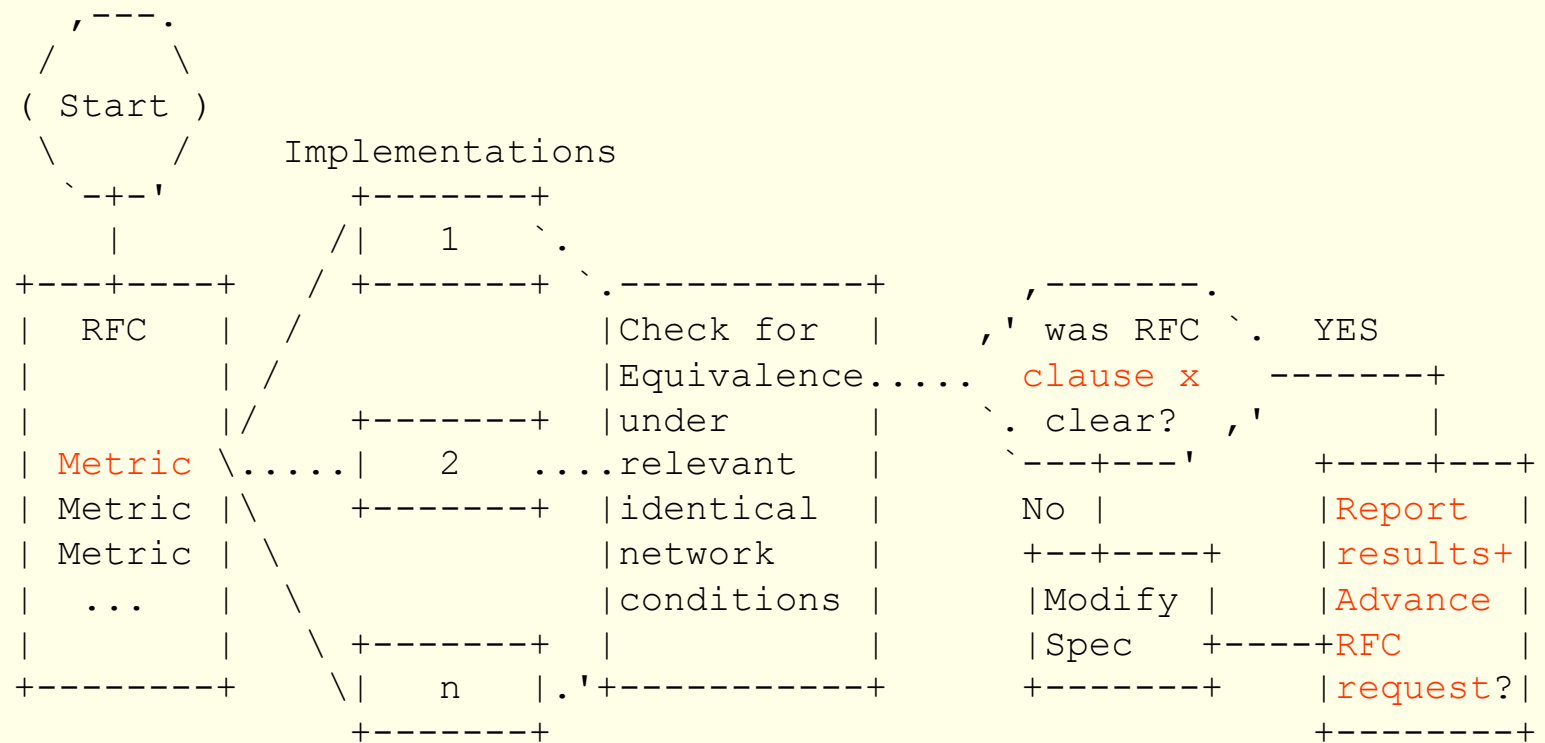 ,---.
 /       \
( Start )
 \       /    Implementations
  `-+-'         +-------+
    |          /|   1   `.
+---+----+    / +-------+ `.-----------+      ,-------.
|  RFC   |   /             |Check for  |    ,' was RFC `.  YES
|        |  /              |Equivalence.....  clause x   -------+
|        |/     +-------+  |under      |    `. clear?  ,'       |
| Metric \.....|   2   ....relevant   |      `---+---'     +----+---+
| Metric |\     +-------+  |identical  |      No |         |Report  |
| Metric | \               |network    |      +--+----+    |results+|
|  ...   |  \              |conditions |      |Modify |    |Advance |
|        |   \ +-------+   |           |      |Spec   +----+RFC     |
+--------+    \|   n   |.'+-----------+      +-------+    |request?|
               +-------+                                  +--------+